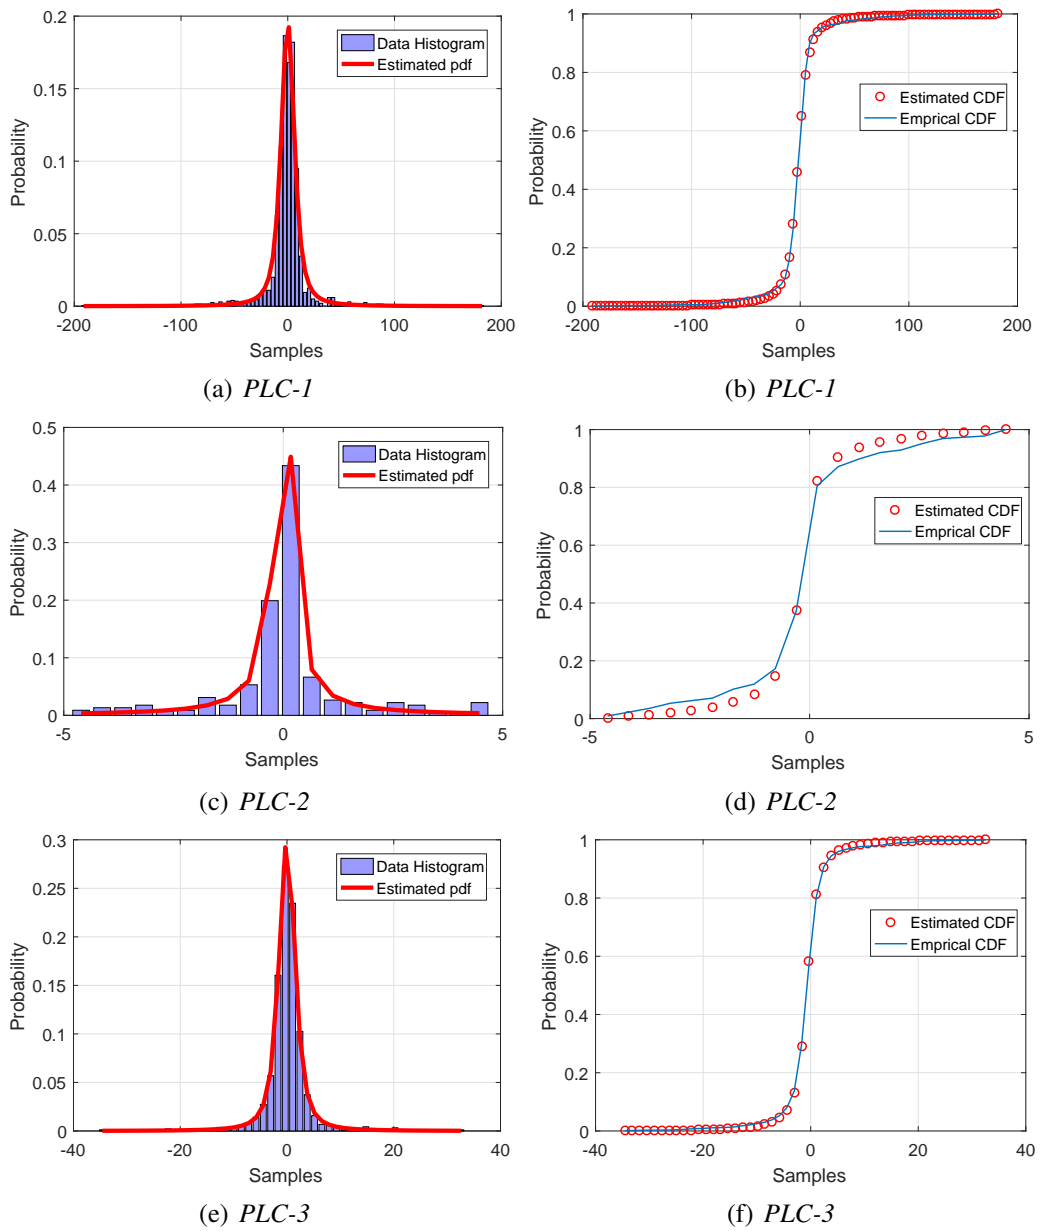 0.2
0.15
0.1
0.05
0
Probability
-200 -100 0 100 200
Samples
Data Histogram
Estimated pdf
(a) PLC-1
1
0.8
0.6
0.4
0.2
0
Probability
-200 -100 0 100 200
Samples
Estimated CDF
Emprical CDF
(b) PLC-1
0.5
0.4
0.3
0.2
0.1
0
Probability
-5 0 5
Samples
Data Histogram
Estimated pdf
(c) PLC-2
1
0.8
0.6
0.4
0.2
0
Probability
-5 0 5
Samples
Estimated CDF
Emprical CDF
(d) PLC-2
0.3
0.25
0.2
0.15
0.1
0.05
0
Probability
-40 -20 0 20 40
Samples
Data Histogram
Estimated pdf
(e) PLC-3
1
0.8
0.6
0.4
0.2
0
Probability
-40 -20 0 20 40
Samples
Estimated CDF
Emprical CDF
(f) PLC-3